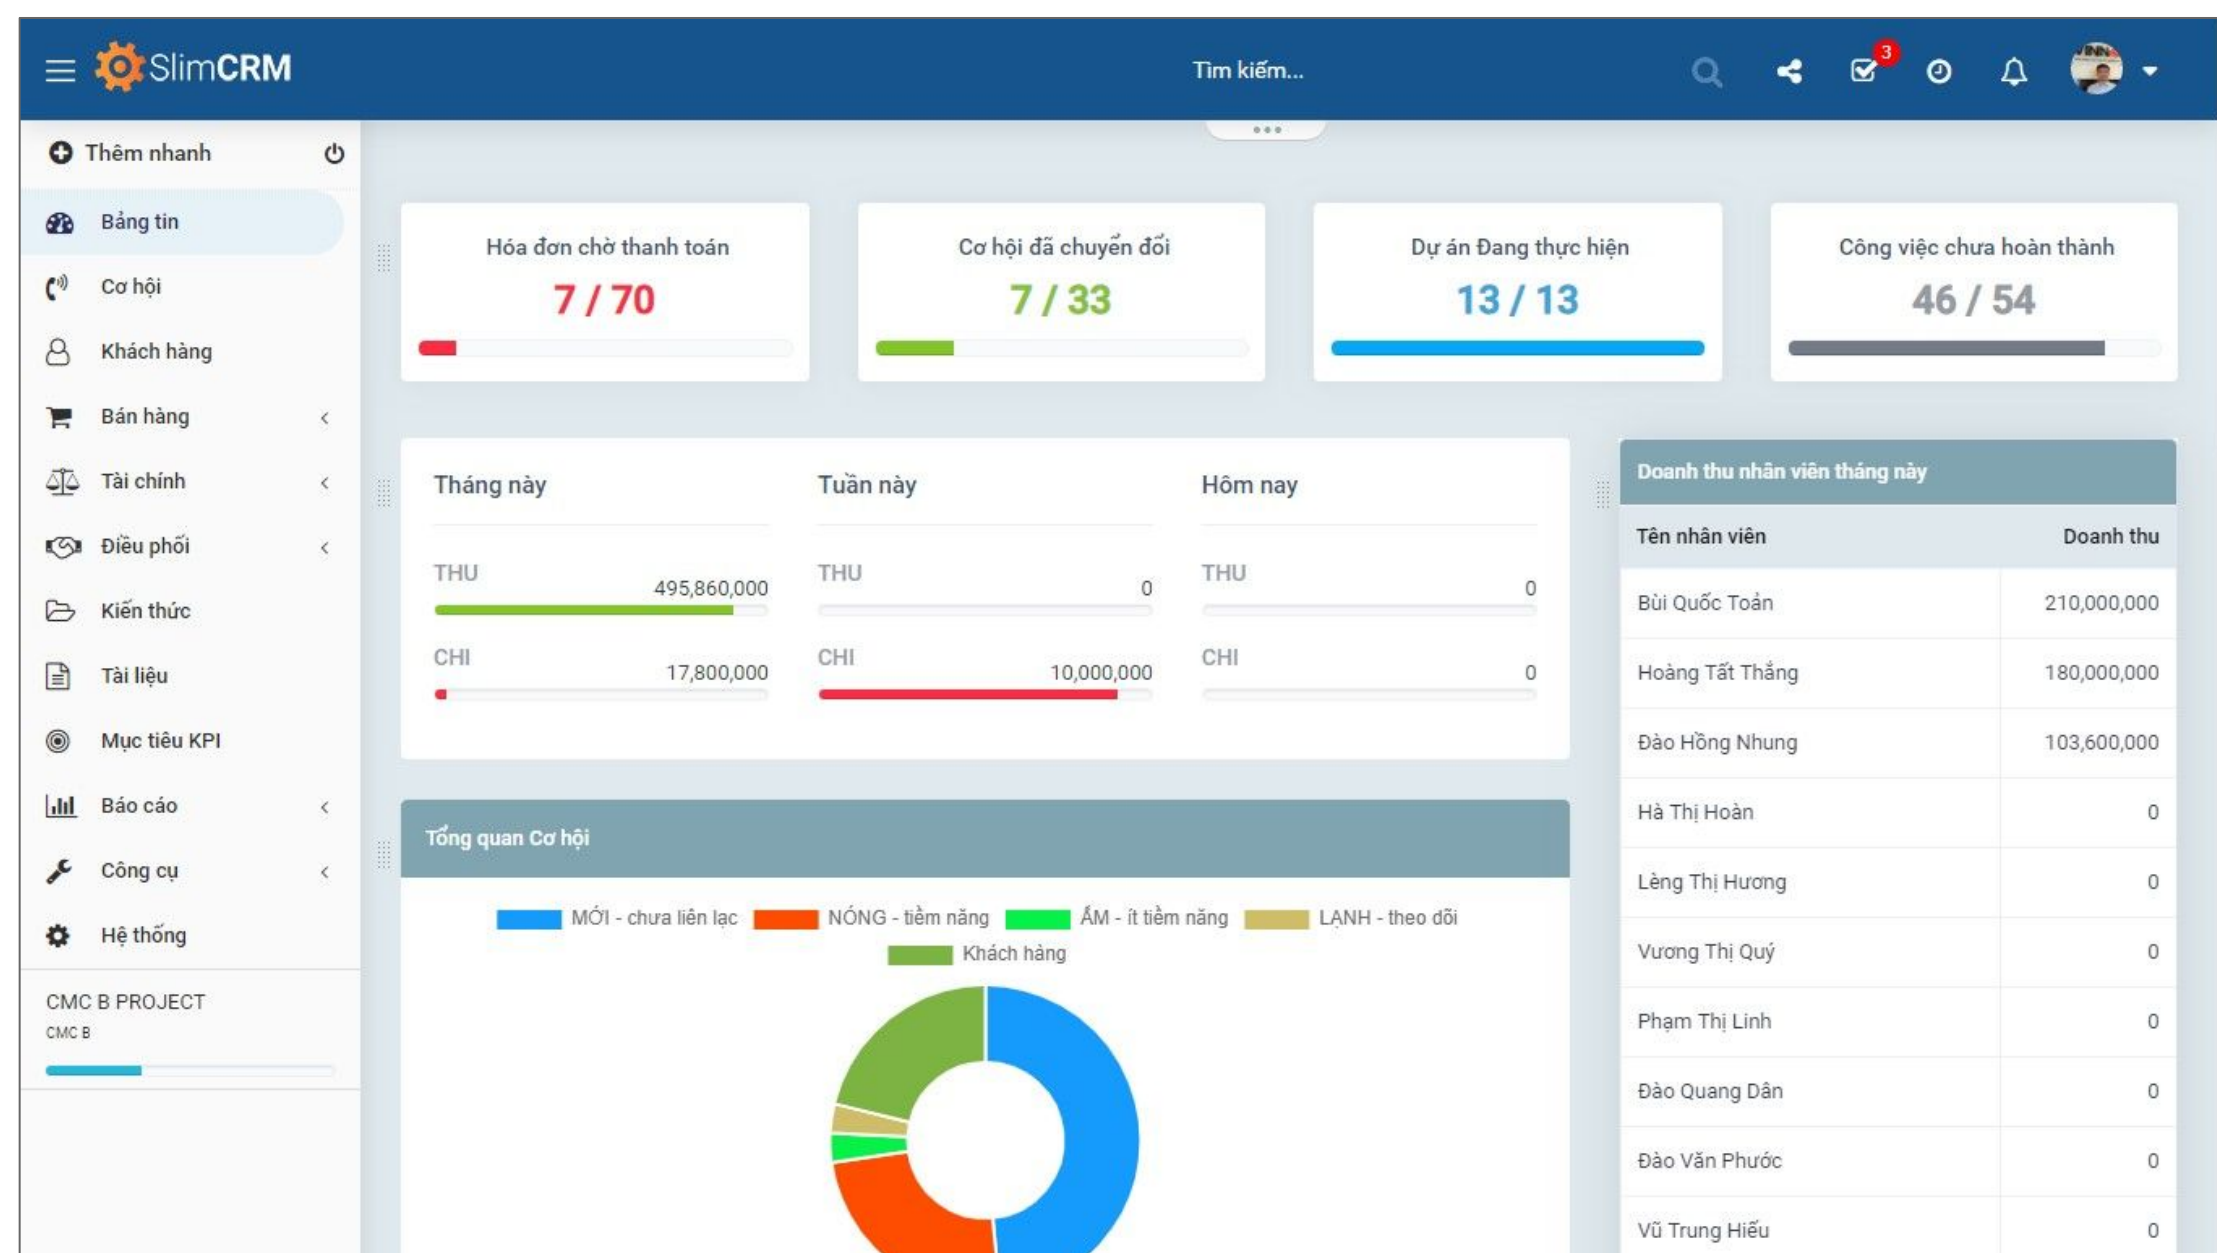 SlimCRM
Tìm kiếm...
3
Thêm nhanh
Bảng tin
Cơ hội
Khách hàng
Bán hàng
Tài chính
Điều phối
Kiến thức
Tài liệu
Mục tiêu KPI
Báo cáo
Công cụ
Hệ thống
CMC B PROJECT
CMC B
Hóa đơn chờ thanh toán
7 / 70
Cơ hội đã chuyển đổi
7 / 33
Dự án Đang thực hiện
13 / 13
Công việc chưa hoàn thành
46 / 54
Tháng này
THU
495,860,000
CHI
17,800,000
Tuần này
THU
0
CHI
10,000,000
Hôm nay
THU
0
CHI
0
Tổng quan Cơ hội
MỚI - chưa liên lạc NÓNG - tiềm năng ẤM - ít tiềm năng LẠNH - theo dõi
Khách hàng
Doanh thu nhân viên tháng này
Tên nhân viên Doanh thu
Bùi Quốc Toản 210,000,000
Hoàng Tất Thắng 180,000,000
Đào Hồng Nhung 103,600,000
Hà Thị Hoàn 0
Lèng Thị Hương 0
Vương Thị Quý 0
Phạm Thị Linh 0
Đào Quang Dân 0
Đào Văn Phước 0
Vũ Trung Hiếu 0